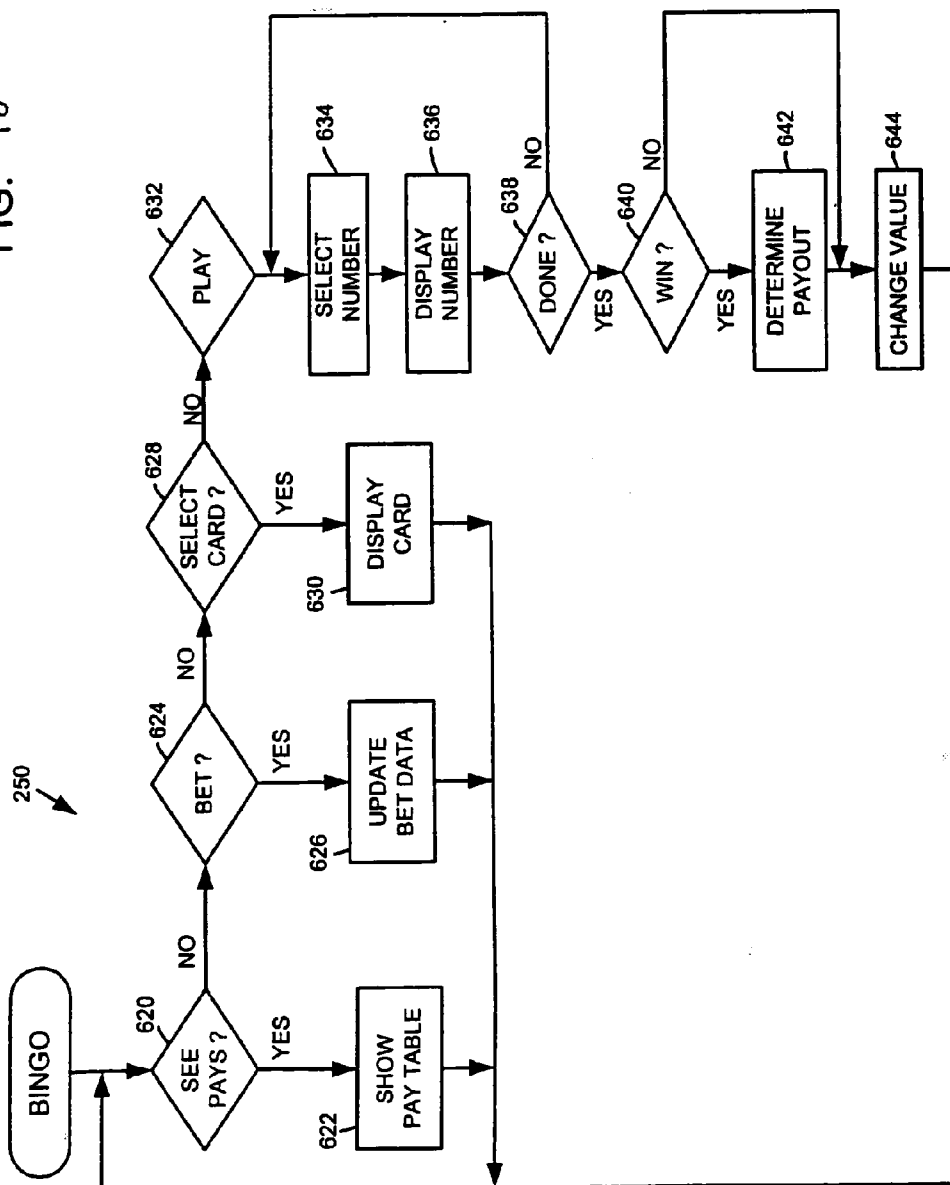 FIG.
250
BINGO
620
SEE
PAYS ?
NO
YES
622
SHOW
PAY TABLE
624
BET ?
NO
YES
626
UPDATE
BET DATA
628
SELECT
CARD ?
NO
YES
630
DISPLAY
CARD
632
PLAY
634
SELECT
NUMBER
636
DISPLAY
NUMBER
638
DONE ?
NO
YES
640
WIN ?
NO
YES
642
DETERMINE
PAYOUT
644
CHANGE VALUE